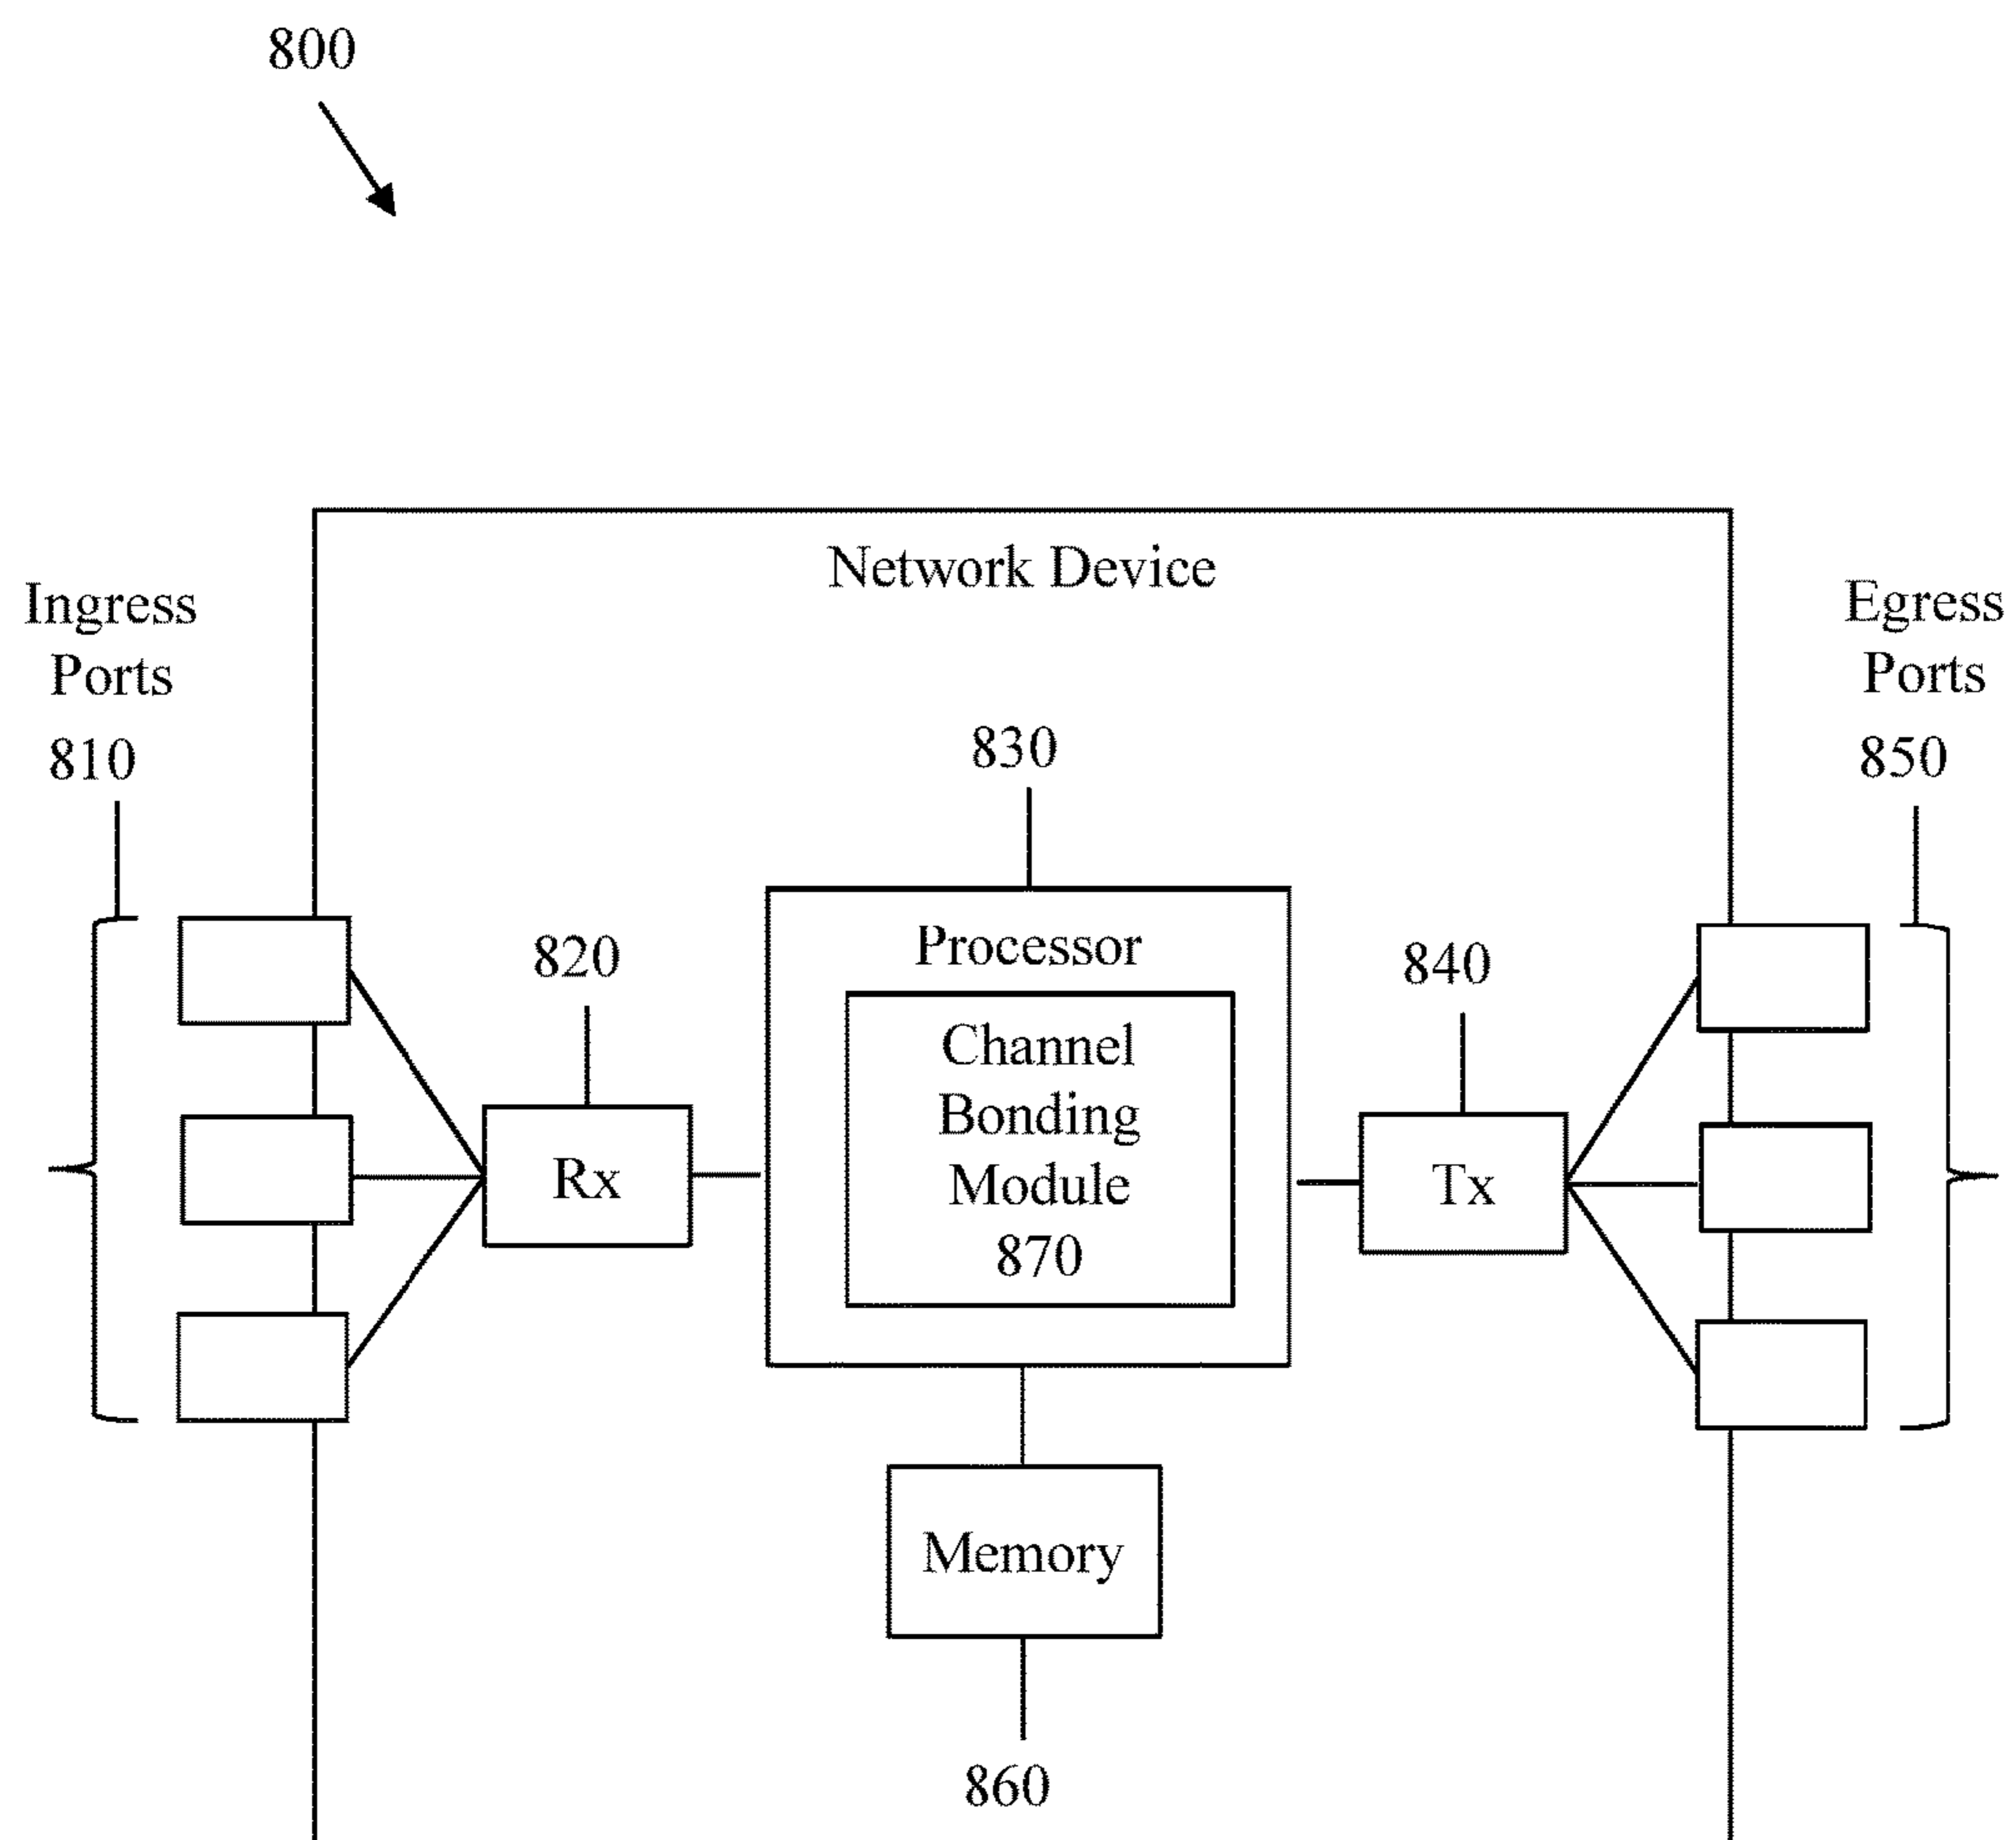 800
Network Device
Ingress
Ports
810
Egress
Ports
850
830
820
Processor
840
Channel
Bonding
Module
870
Rx
Tx
Memory
860